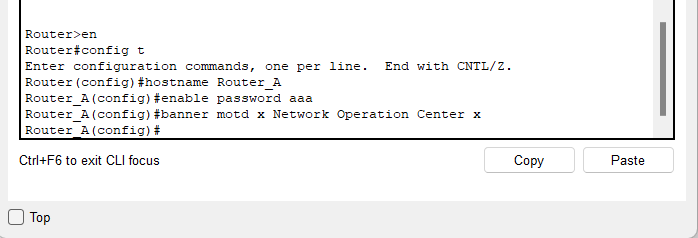 Router>en
Router#config t
Enter configuration commands, one per line.  End with CNTL/Z.
Router(config)#hostname Router_A
Router_A(config)#enable password aaa
Router_A(config)#banner motd x Network Operation Center x
Router_A(config)#
Ctrl+F6 to exit CLI focus
Copy
Paste
Top